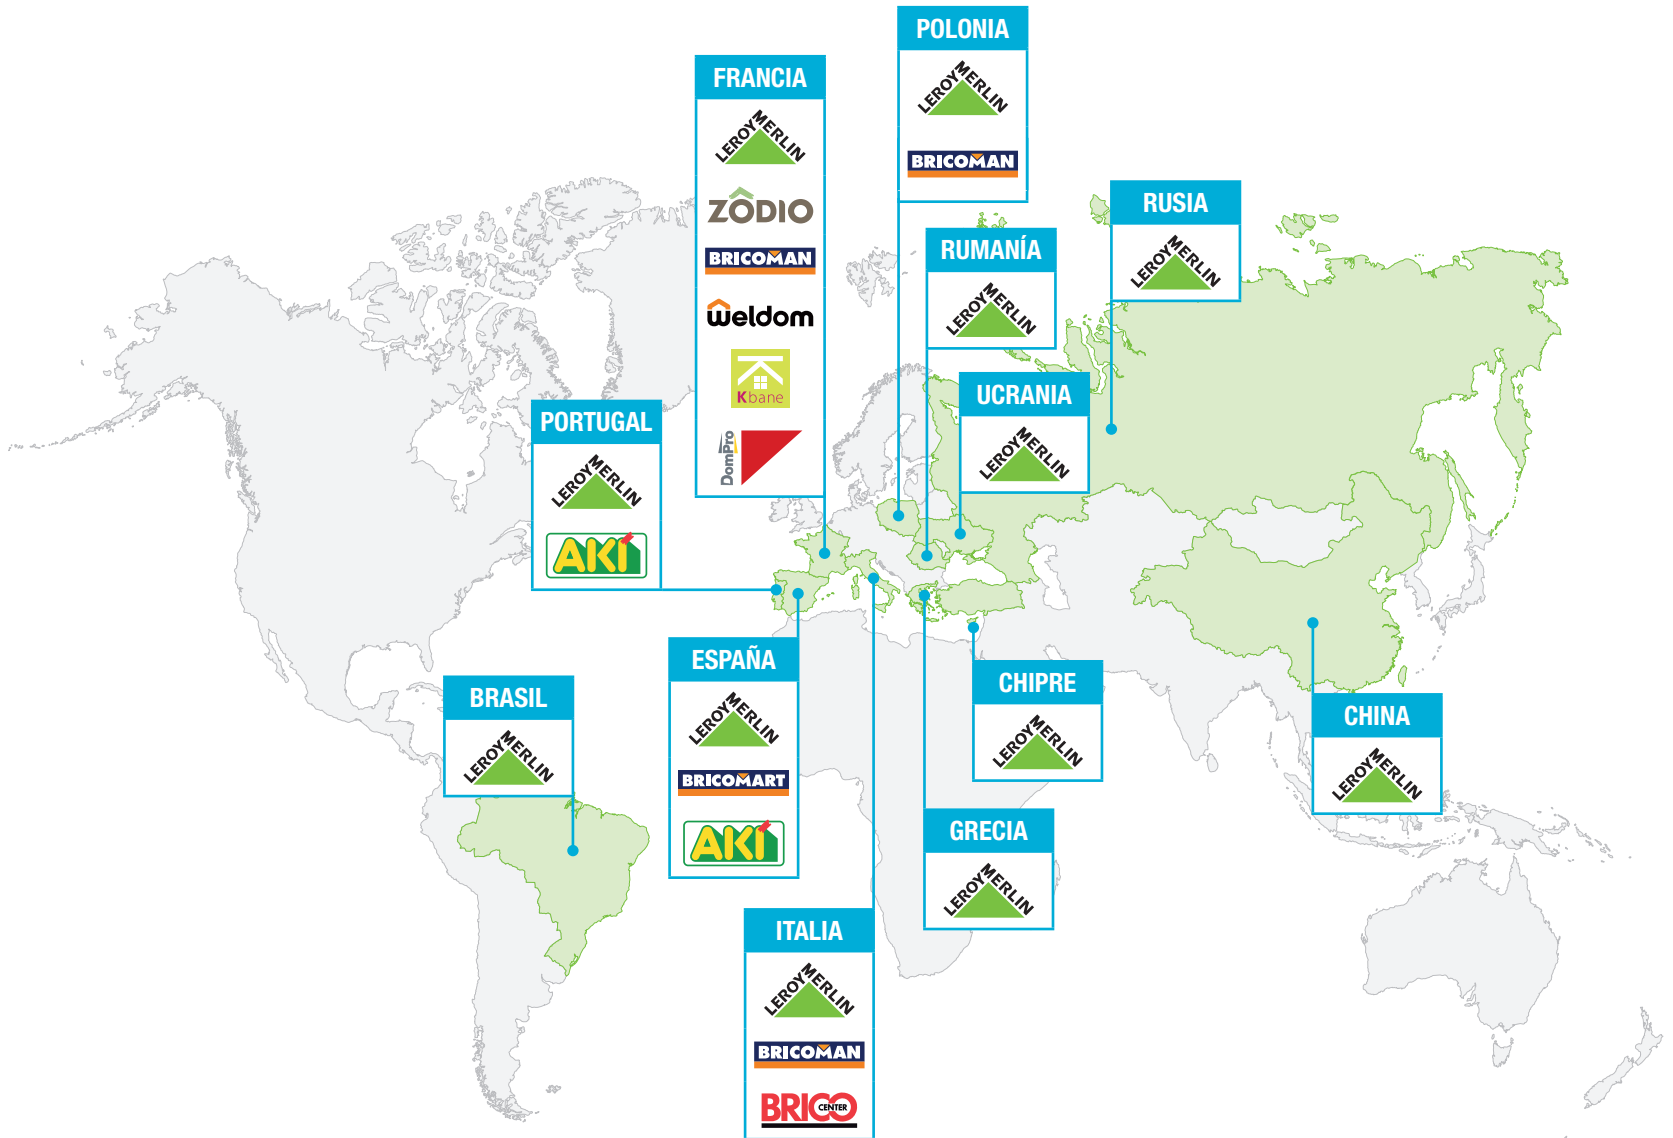 POLONIA
LEROY MERLIN
BRICOMAN
FRANCIA
LEROY MERLIN
ZÔDIO
BRICOMAN
weldom
Kbane
DomPro
RUSIA
LEROY MERLIN
RUMANÍA
LEROY MERLIN
UCRANIA
LEROY MERLIN
PORTUGAL
LEROY MERLIN
AKI
ESPAÑA
LEROY MERLIN
BRICOMART
AKI
CHIPRE
LEROY MERLIN
BRASIL
LEROY MERLIN
CHINA
LEROY MERLIN
GRECIA
LEROY MERLIN
ITALIA
LEROY MERLIN
BRICOMAN
BRICO CENTER